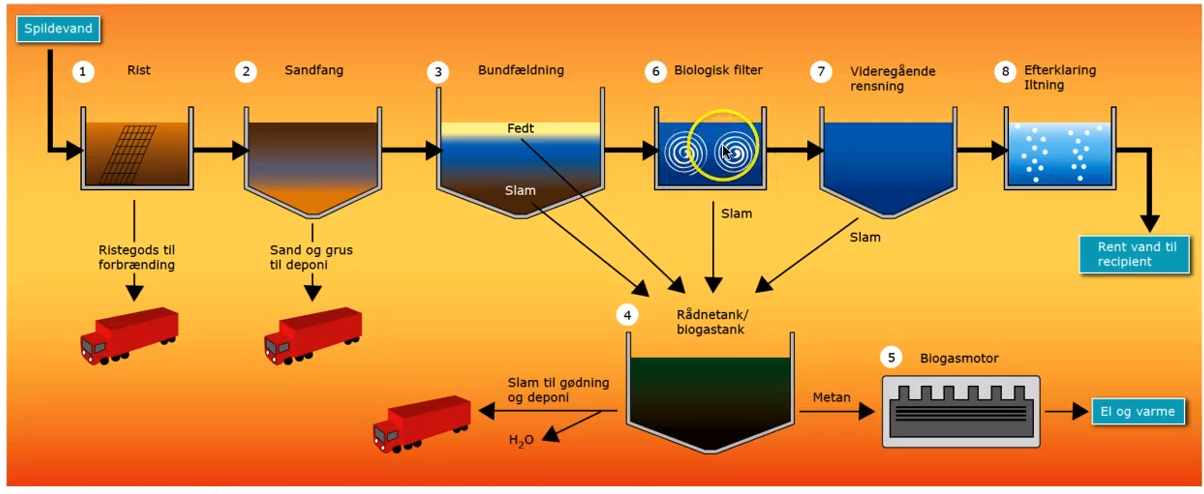 Spildevand
1
Rist
2
Sandfang
3
Bundfældning
6
Biologisk filter
7
Videregående
rensning
8
Efterklaring
Iltning
Fedt
Slam
Slam
Slam
Ristegods til
forbrænding
Sand og grus
til deponi
Rent vand til
recipient
4
Rådnetank/
biogastank
5
Biogasmotor
Slam til gødning
og deponi
H₂O
Metan
El og varme